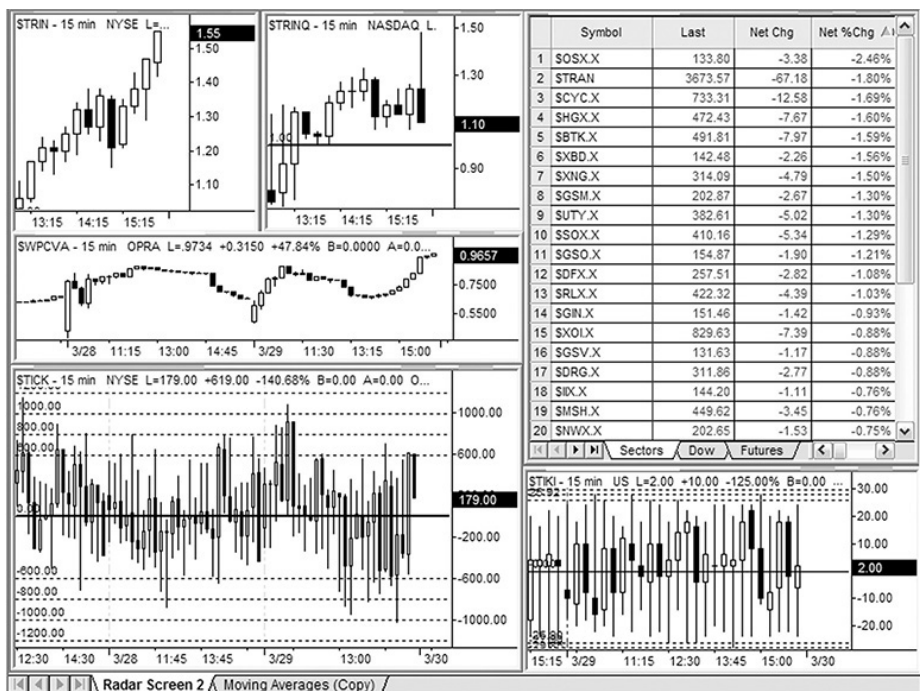 $TRIN - 15 min NYSE L=...
1.55
1.50
1.40
1.30
1.20
1.10
13:15 14:15 15:15
$TRINQ - 15 min NASDAQ L.
1.50
1.30
1.10
0.90
1.00
13:15 14:15 15:15
$WPCVA - 15 min OPRA L=.9734 +0.3150 +47.84% B=0.0000 A=0.0...
0.9657
0.7500
0.5500
3/28 11:15 13:00 14:45 3/29 11:30 13:15 15:00
$TICK - 15 min NYSE L=179.00 +619.00 -140.68% B=0.00 A=0.00 O...
1200.00
1000.00
800.00
600.00
0.00
-600.00
-800.00
-1000.00
-1200.00
1000.00
600.00
179.00
-200.00
-600.00
-1000.00
12:30 14:30 3/28 11:45 13:45 3/29 13:00 3/30
Symbol Last Net Chg Net %Chg
1 $OSX.X 133.80 -3.38 -2.46%
2 $TRAN 3673.57 -67.18 -1.80%
3 $CYC.X 733.31 -12.58 -1.69%
4 $HGX.X 472.43 -7.67 -1.60%
5 $BTK.X 491.81 -7.97 -1.59%
6 $XBD.X 142.48 -2.26 -1.56%
7 $XNG.X 314.09 -4.79 -1.50%
8 $GSM.X 202.87 -2.67 -1.30%
9 $UTY.X 382.61 -5.02 -1.30%
10 $SOX.X 410.16 -5.34 -1.29%
11 $GSO.X 154.87 -1.90 -1.21%
12 $DFX.X 257.51 -2.82 -1.08%
13 $RLX.X 422.32 -4.39 -1.03%
14 $GIN.X 151.46 -1.42 -0.93%
15 $XOI.X 829.63 -7.39 -0.88%
16 $GSV.X 131.63 -1.17 -0.88%
17 $DRG.X 311.86 -2.77 -0.88%
18 $IIX.X 144.20 -1.11 -0.76%
19 $MSH.X 449.62 -3.45 -0.76%
20 $NWX.X 202.65 -1.53 -0.75%
Sectors Dow Futures
$TIKI - 15 min US L=2.00 +10.00 -125.00% B=0.00 ...
30.00
20.00
10.00
2.00
-10.00
-20.00
15:15 3/29 11:15 12:30 13:45 15:00 3/30
Radar Screen 2 Moving Averages (Copy)